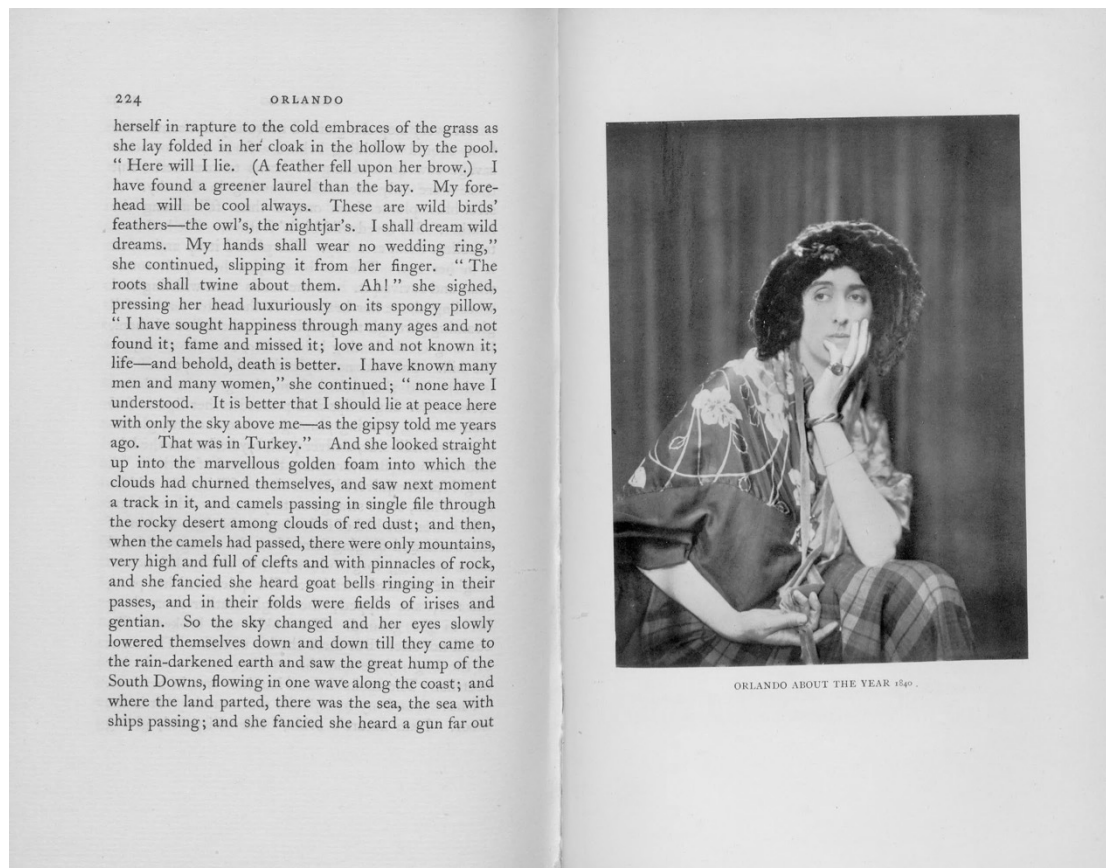 224 ORLANDO
herself in rapture to the cold embraces of the grass as
she lay folded in her cloak in the hollow by the pool.
“ Here will I lie. (A feather fell upon her brow.) I
have found a greener laurel than the bay. My fore-
head will be cool always. These are wild birds’
feathers—the owl’s, the nightjar’s. I shall dream wild
dreams. My hands shall wear no wedding ring,”
she continued, slipping it from her finger. “ The
roots shall twine about them. Ah! ” she sighed,
pressing her head luxuriously on its spongy pillow,
“ I have sought happiness through many ages and not
found it; fame and missed it; love and not known it;
life—and behold, death is better. I have known many
men and many women,” she continued; “ none have I
understood. It is better that I should lie at peace here
with only the sky above me—as the gipsy told me years
ago. That was in Turkey.” And she looked straight
up into the marvellous golden foam into which the
clouds had churned themselves, and saw next moment
a track in it, and camels passing in single file through
the rocky desert among clouds of red dust; and then,
when the camels had passed, there were only mountains,
very high and full of clefts and with pinnacles of rock,
and she fancied she heard goat bells ringing in their
passes, and in their folds were fields of irises and
gentian. So the sky changed and her eyes slowly
lowered themselves down and down till they came to
the rain-darkened earth and saw the great hump of the
South Downs, flowing in one wave along the coast; and
where the land parted, there was the sea, the sea with
ships passing; and she fancied she heard a gun far out
ORLANDO ABOUT THE YEAR 1840.